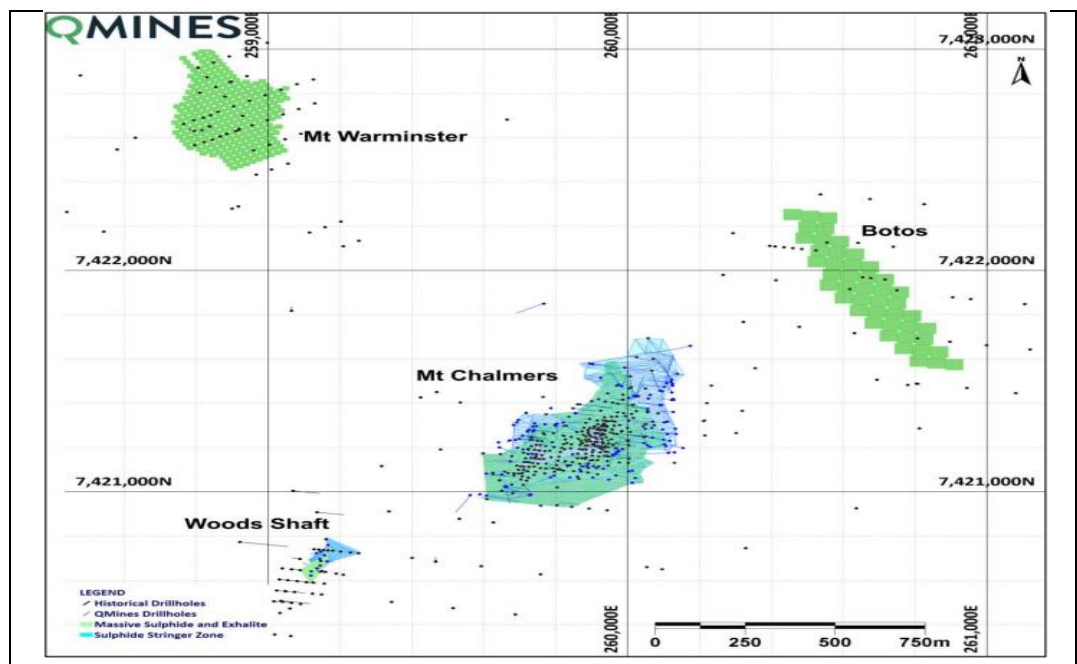 QMINES
259,000E
260,000E
261,000E
7,423,000N
N
Mt Warminster
Botos
7,422,000N
7,422,000N
Mt Chalmers
7,421,000N
7,421,000N
Woods Shaft
LEGEND
Historical Drillholes
QMines Drillholes
Massive Sulphide and Exhalite
Sulphide Stringer Zone
260,000E
261,000E
0 250 500 750m